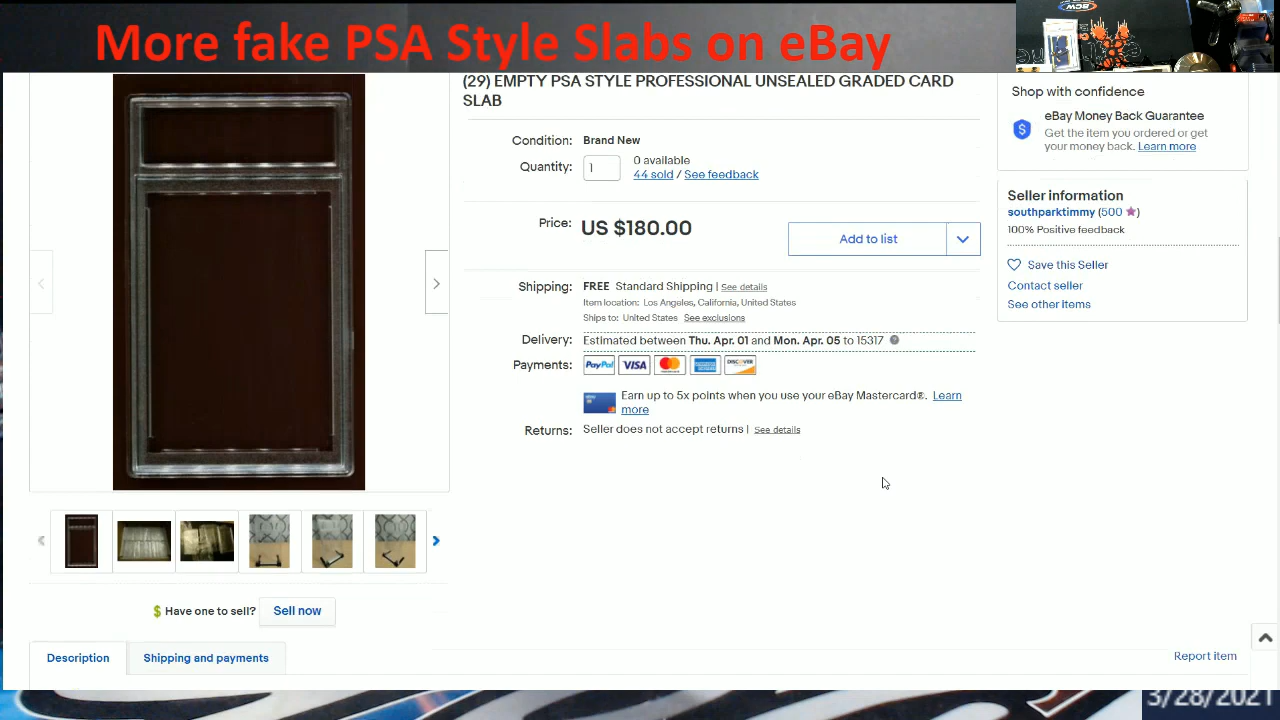 More fake PSA Style Slabs on eBay
(29) EMPTY PSA STYLE PROFESSIONAL UNSEALED GRADED CARD
SLAB
Condition: Brand New
Quantity: 1 0 available
44 sold / See feedback
Price: US $180.00
Add to list
Shipping: FREE Standard Shipping | See details
Item location: Los Angeles, California, United States
Ships to: United States See exclusions
Delivery: Estimated between Thu. Apr. 01 and Mon. Apr. 05 to 15317 ?
Payments: PayPal VISA MasterCard AMERICAN EXPRESS DISCOVER
Earn up to 5x points when you use your eBay Mastercard®. Learn
more
Returns: Seller does not accept returns | See details
Shop with confidence
eBay Money Back Guarantee
Get the item you ordered or get
your money back. Learn more
Seller information
southparktimmy (500 )
100% Positive feedback
Save this Seller
Contact seller
See other items
Have one to sell? Sell now
Description Shipping and payments
Report item
3/28/2021